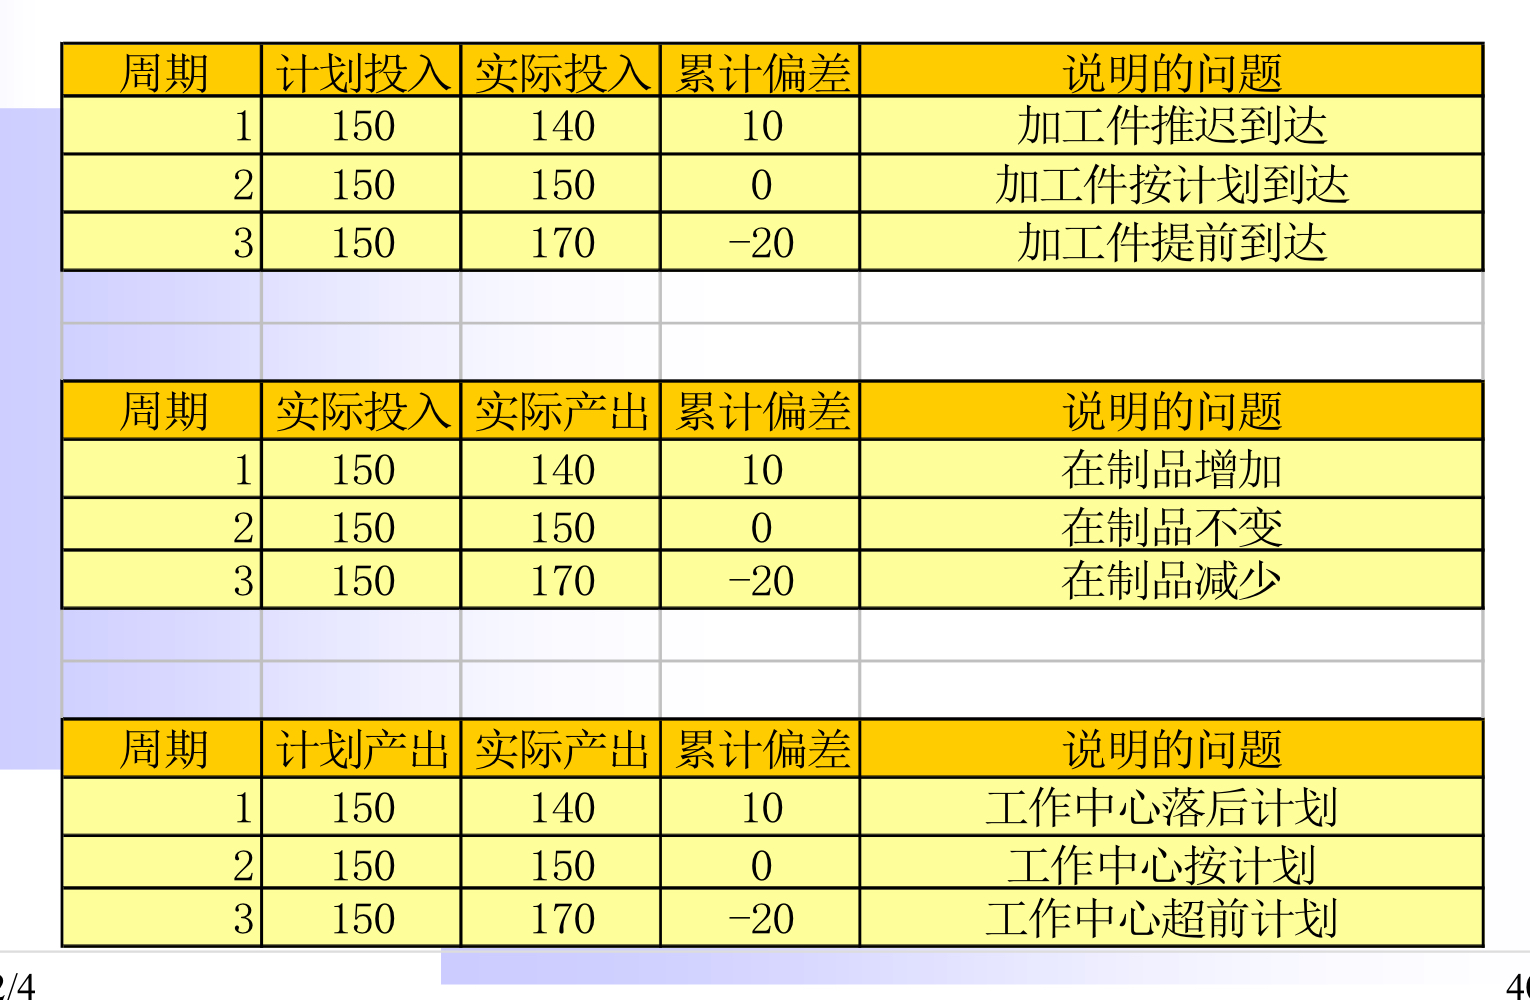 周期 计划投入 实际投入 累计偏差 说明的问题
1 150 140 10 加工件推迟到达
2 150 150 0 加工件按计划到达
3 150 170 -20 加工件提前到达
周期 实际投入 实际产出 累计偏差 说明的问题
1 150 140 10 在制品增加
2 150 150 0 在制品不变
3 150 170 -20 在制品减少
周期 计划产出 实际产出 累计偏差 说明的问题
1 150 140 10 工作中心落后计划
2 150 150 0 工作中心按计划
3 150 170 -20 工作中心超前计划